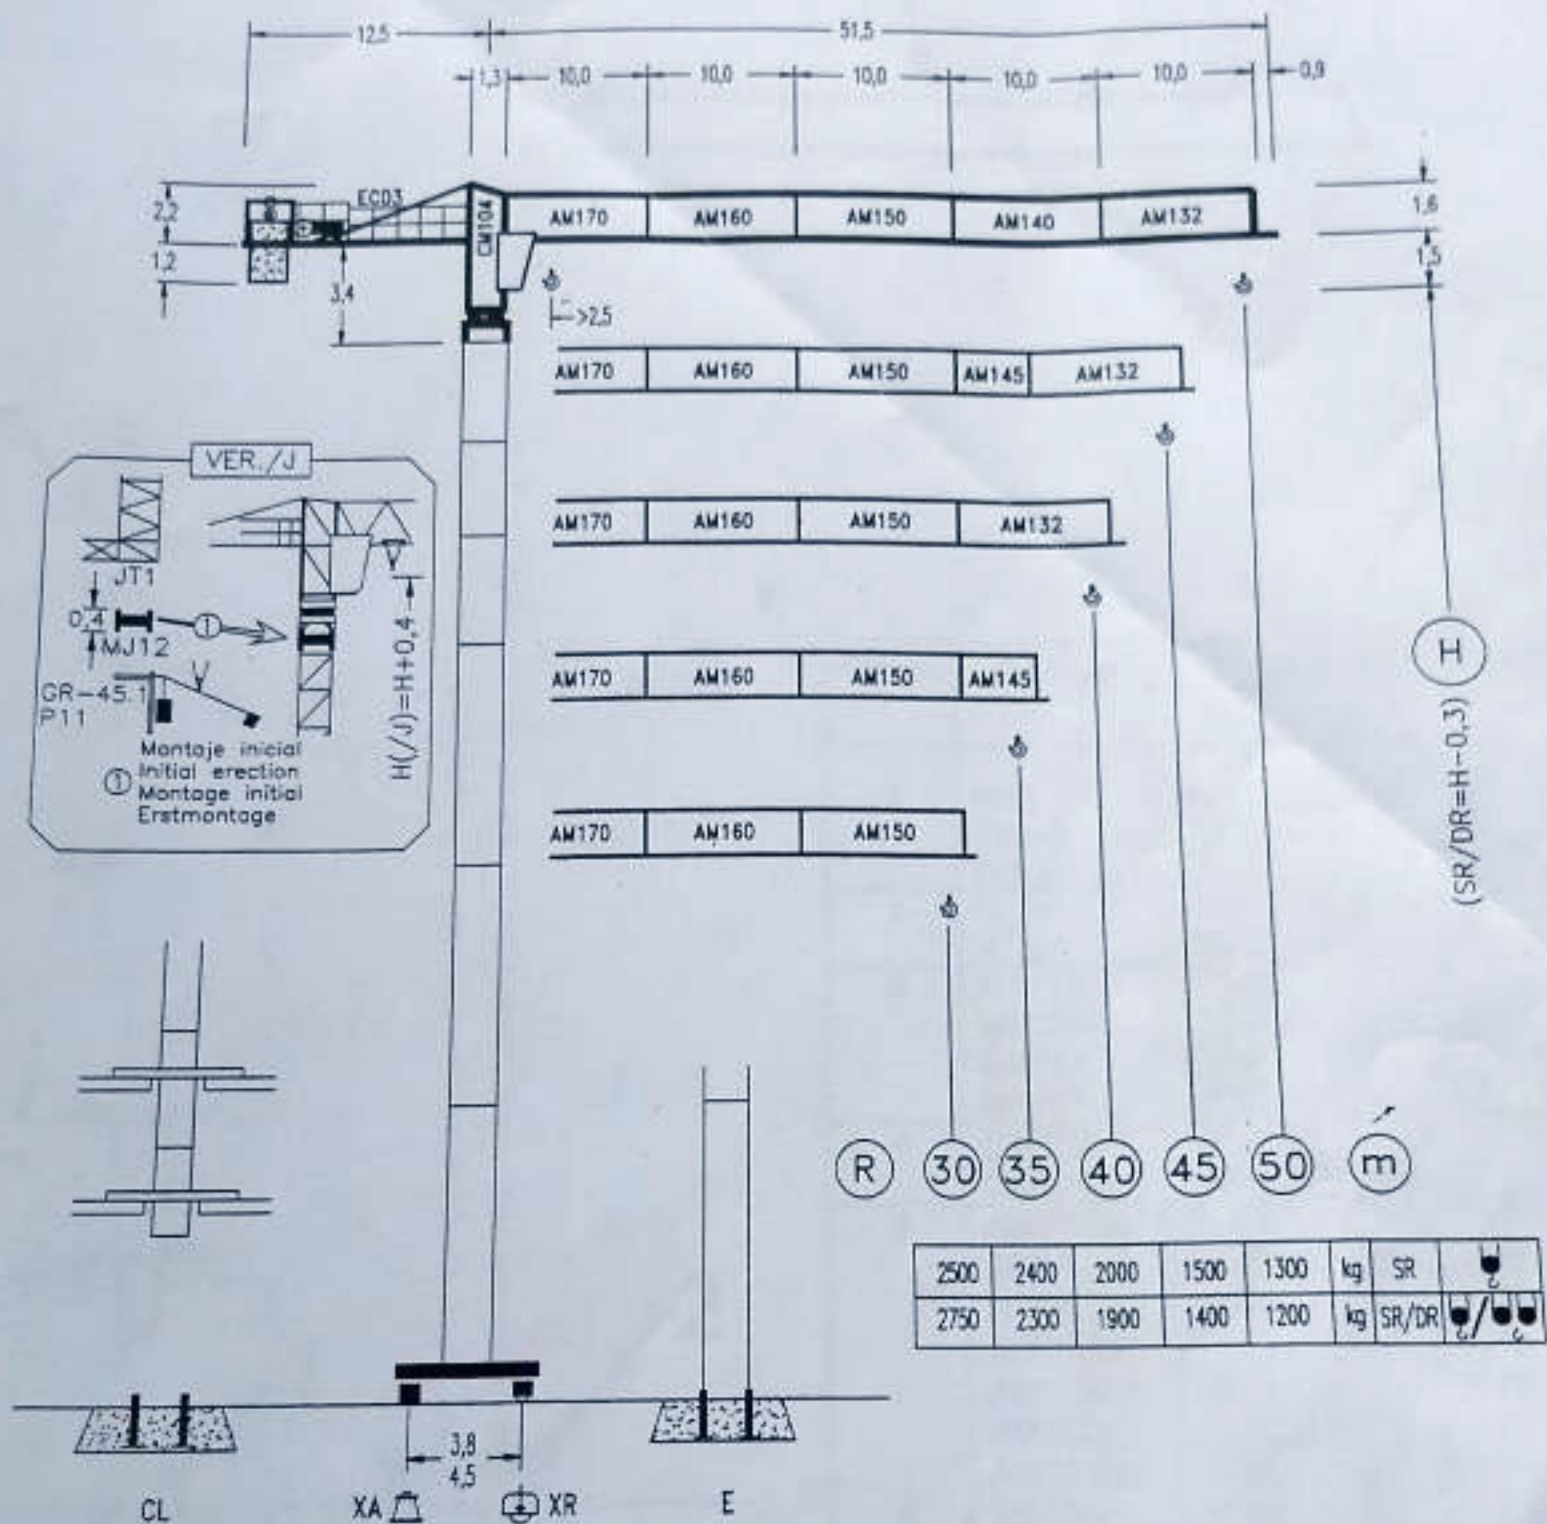 12,5 51,5
1,3 10,0 10,0 10,0 10,0 10,0 0,9
2,2 ECD3 CM104 AM170 AM160 AM150 AM140 AM132 1,6
1,2 3,4 1,5
>2,5
AM170 AM160 AM150 AM145 AM132
VER./J
AM170 AM160 AM150 AM132
JT1
0,4 1
MJ12
GR-45.1
P11
H(/J)=H+0,4
Montaje inicial
1 Initial erection
Montage initial
Erstmontage
AM170 AM160 AM150 AM145
H
(SR/DR=H-0,3)
AM170 AM160 AM150
R 30 35 40 45 50 m
2500 2400 2000 1500 1300 kg SR
2750 2300 1900 1400 1200 kg SR/DR /
3,8
4,5
CL XA XR E